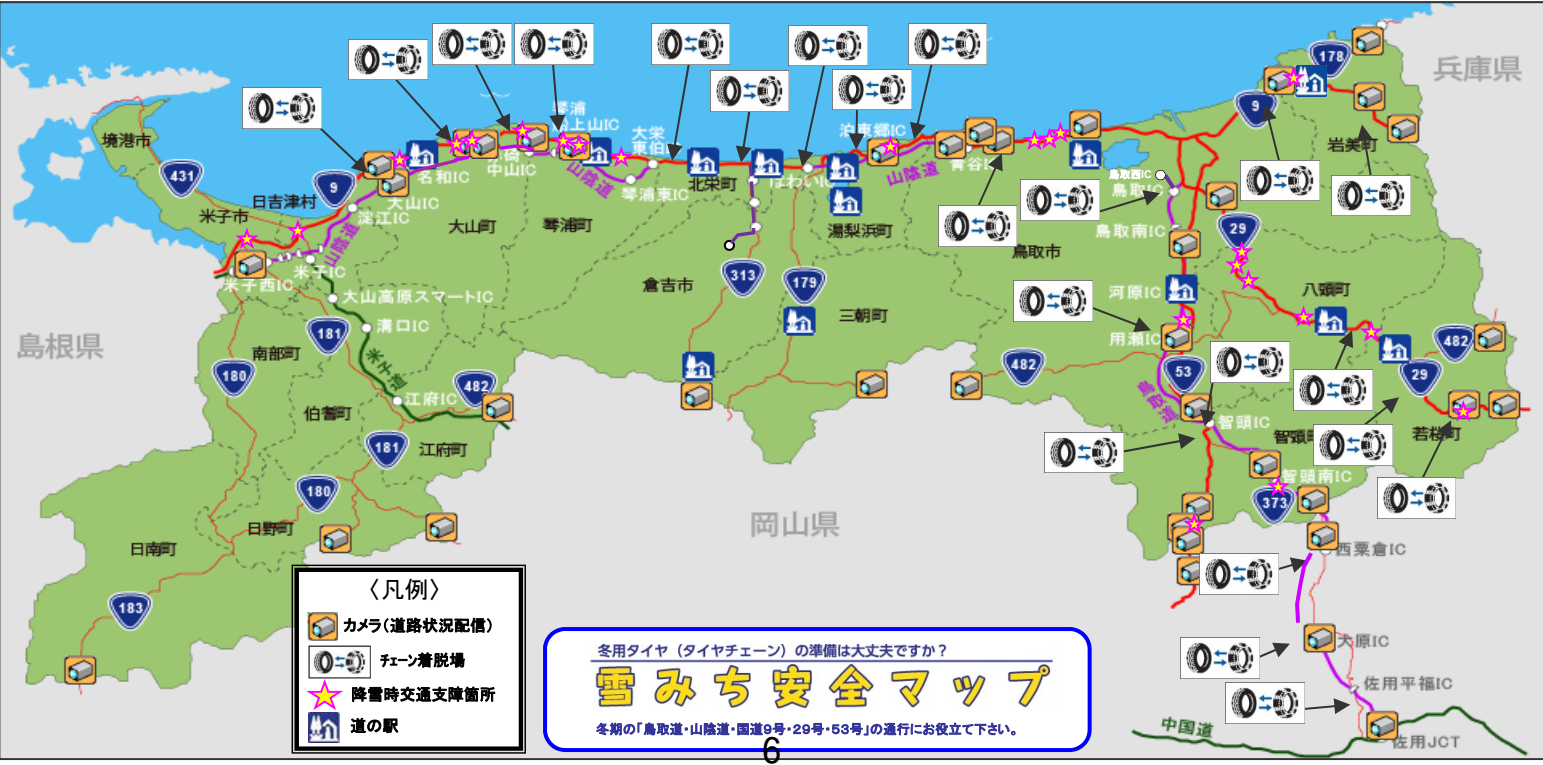 兵庫県
178
9
岩美町
境港市
431
9
日吉津村
米子市
淀江IC
大山IC
名和IC
中山IC
琴浦
大栄
東伯IC
山陰道
琴浦東IC
北栄町
はわいIC
泊東郷IC
山陰道
青谷IC
鳥取西IC
鳥取IC
鳥取南IC
29
山陰道
大山町
琴浦町
湯梨浜町
鳥取市
米子IC
米子西IC
大山高原スマートIC
倉吉市
313
179
三朝町
河原IC
八頭町
島根県
溝口IC
181
南部町
米子道
180
482
江府IC
伯耆町
用瀬IC
482
53
鳥取道
482
29
若桜町
智頭IC
181
江府町
智頭南IC
373
180
日野町
日南町
岡山県
西粟倉IC
183
大原IC
佐用平福IC
中国道
佐用JCT
〈凡例〉
カメラ(道路状況配信)
チェーン着脱場
降雪時交通支障箇所
道の駅
冬用タイヤ(タイヤチェーン)の準備は大丈夫ですか?
雪みち安全マップ
冬期の「鳥取道・山陰道・国道9号・29号・53号」の通行にお役立て下さい。
6